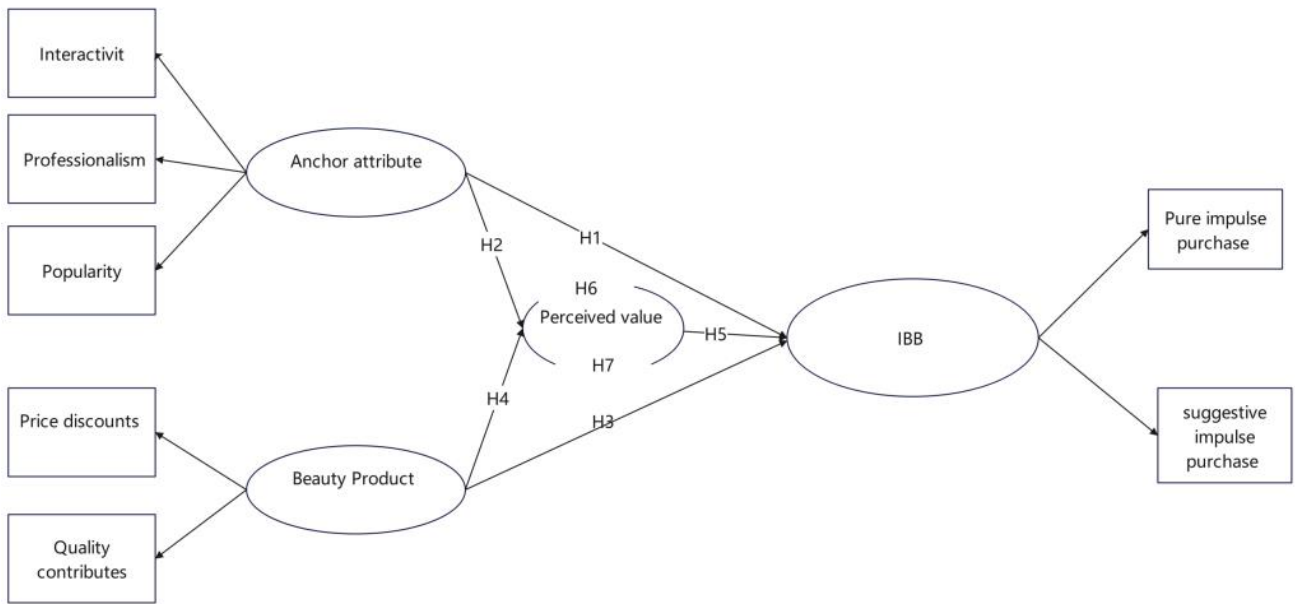 Interactivit
Professionalism
Popularity
Price discounts
Quality
contributes
Anchor attribute
Beauty Product
H2
H1
H6
Perceived value
H7
H5
H4
H3
IBB
Pure impulse
purchase
suggestive
impulse
purchase